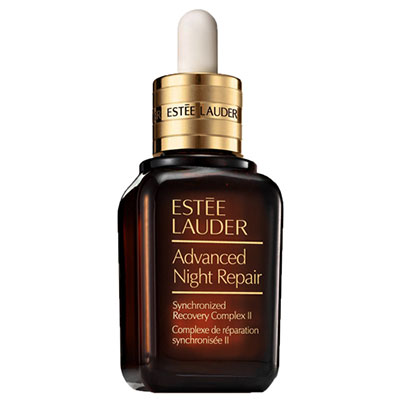 ESTĒE LAUDER
ESTĒE
LAUDER
Advanced
Night Repair
Synchronized
Recovery Complex II
Complexe de réparation
synchronisée II